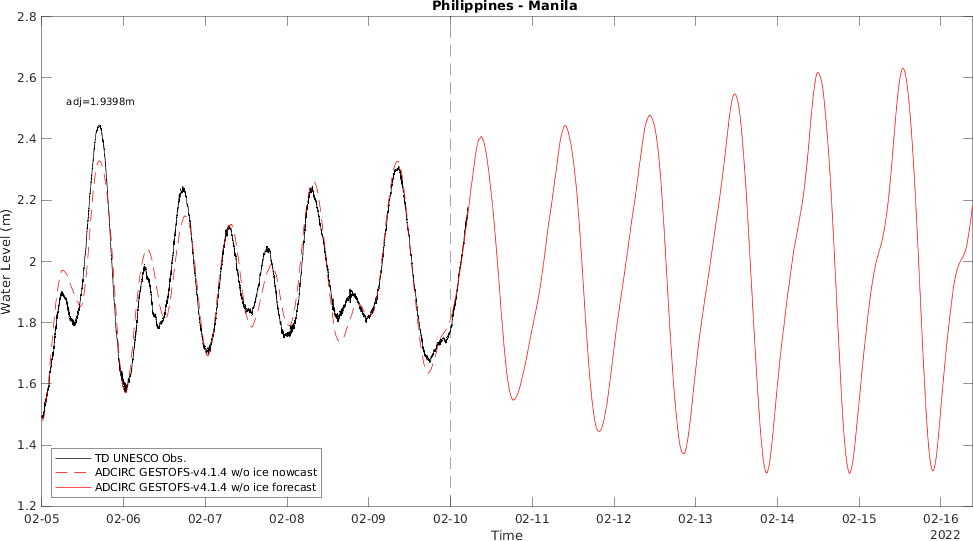 Philippines - Manila
2.8
2.6
adj=1.9398m
2.4
2.2
2
1.8
1.6
1.4
1.2
Water Level (m)
TD UNESCO Obs.
ADCIRC GESTOFS-v4.1.4 w/o ice nowcast
ADCIRC GESTOFS-v4.1.4 w/o ice forecast
02-05 02-06 02-07 02-08 02-09 02-10 02-11 02-12 02-13 02-14 02-15 02-16
Time 2022